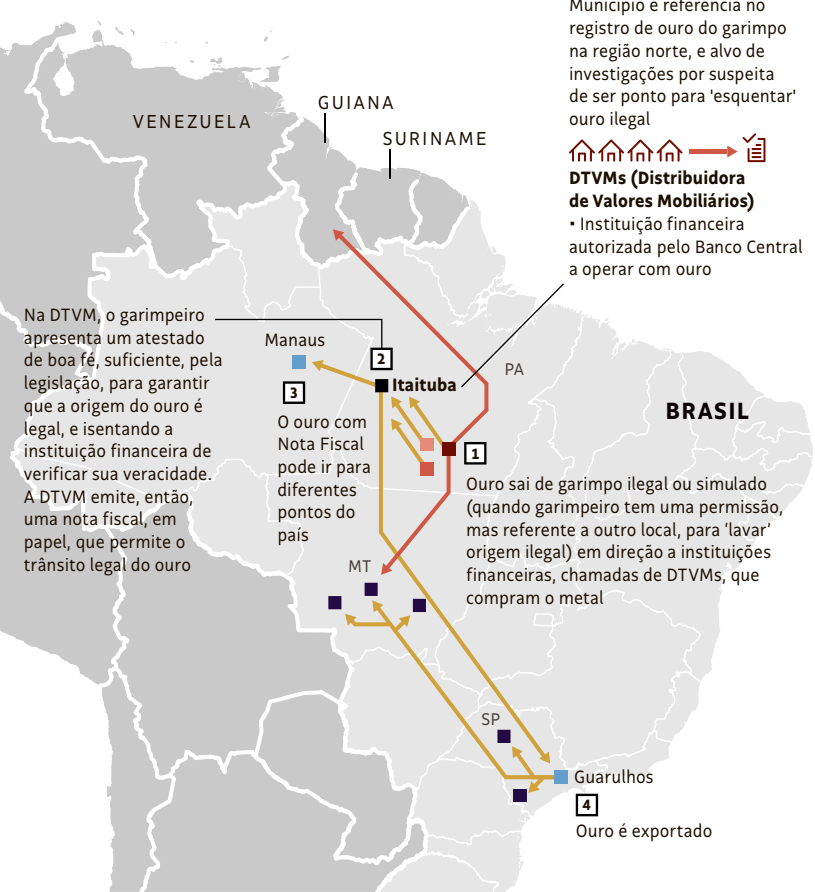 Município é referência no
registro de ouro do garimpo
na região norte, e alvo de
investigações por suspeita
de ser ponto para 'esquentar'
ouro ilegal
DTVMs (Distribuidora
de Valores Mobiliários)
• Instituição financeira
autorizada pelo Banco Central
a operar com ouro
GUIANA
VENEZUELA
SURINAME
Na DTVM, o garimpeiro
apresenta um atestado
de boa fé, suficiente, pela
legislação, para garantir
que a origem do ouro é
legal, e isentando a
instituição financeira de
verificar sua veracidade.
A DTVM emite, então,
uma nota fiscal, em
papel, que permite o
trânsito legal do ouro
Manaus
2
Itaituba
PA
BRASIL
3
O ouro com
Nota Fiscal
pode ir para
diferentes
pontos do
país
1
Ouro sai de garimpo ilegal ou simulado
(quando garimpeiro tem uma permissão,
mas referente a outro local, para ‘lavar’
origem ilegal) em direção a instituições
financeiras, chamadas de DTVMs, que
compram o metal
MT
SP
Guarulhos
4
Ouro é exportado